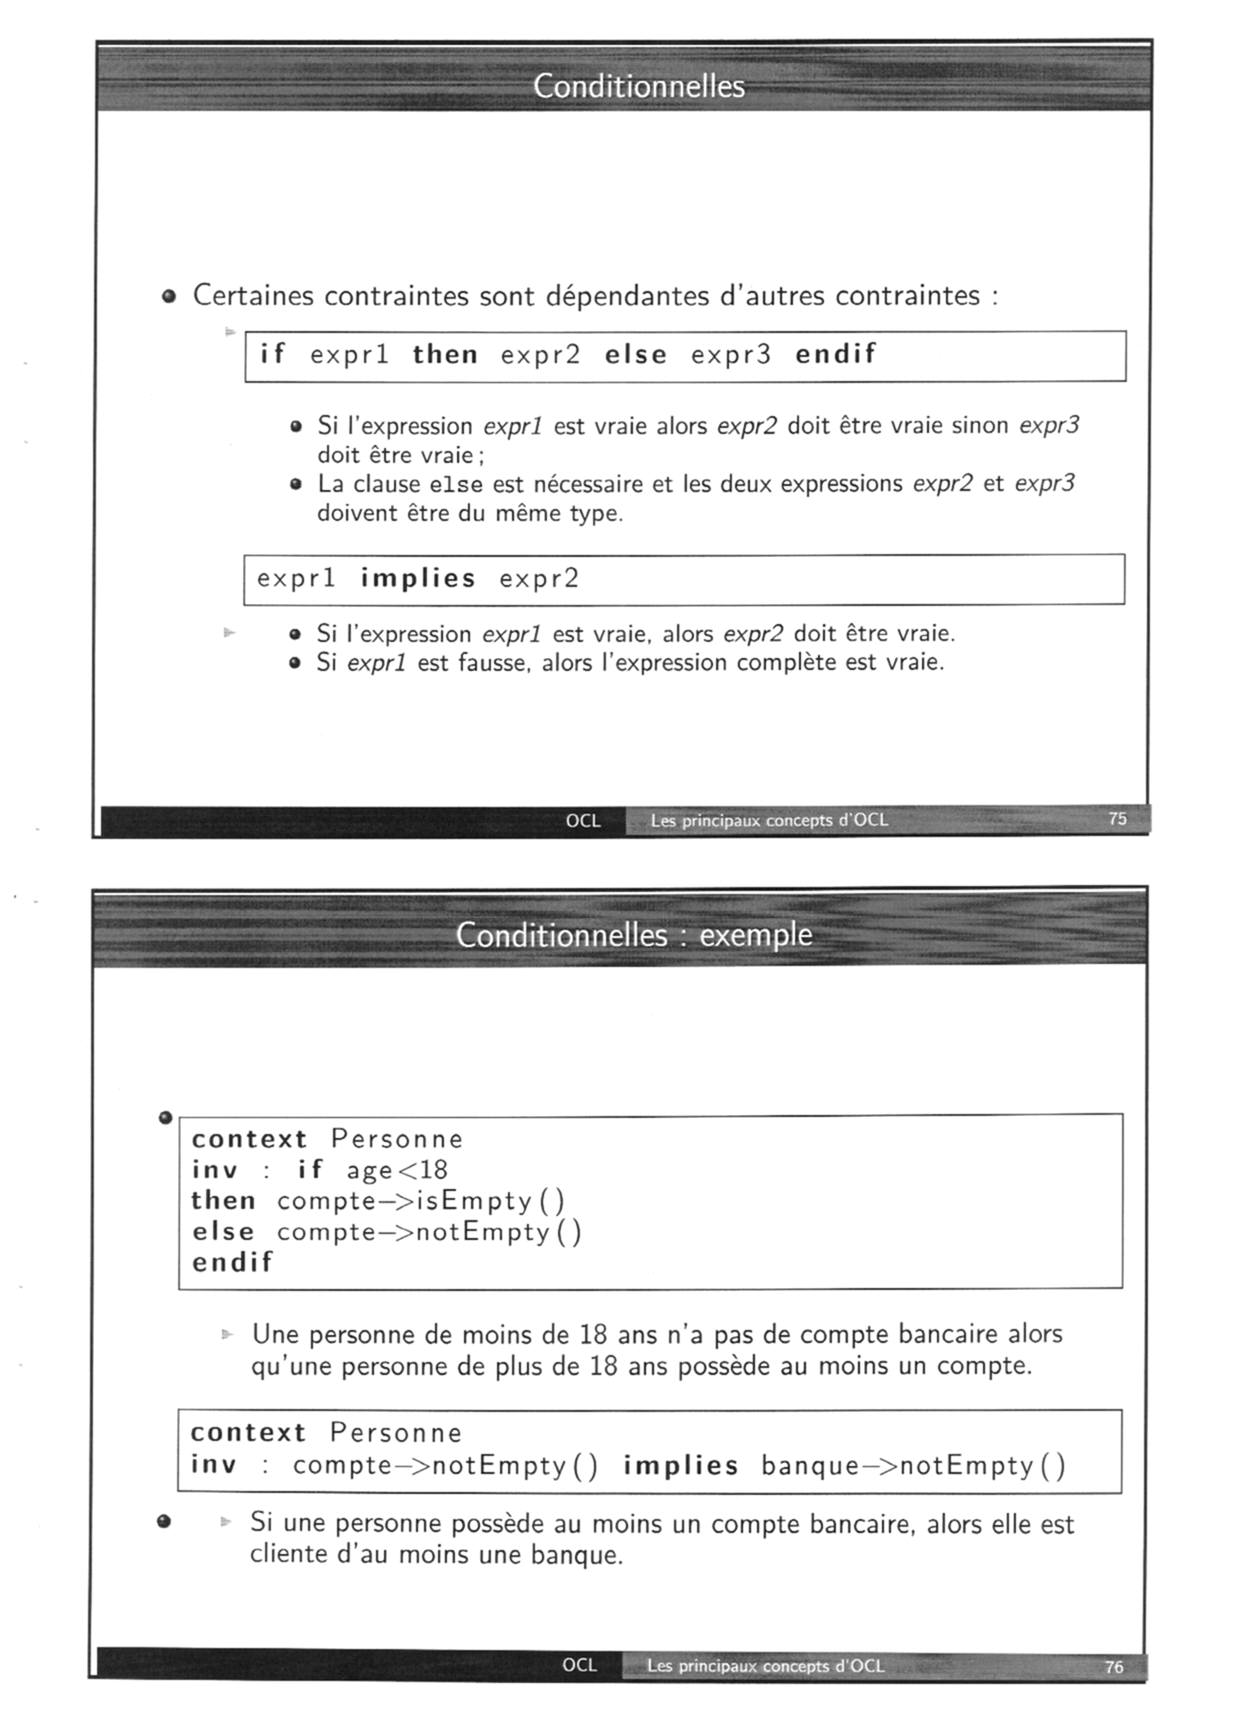 Conditionnelles
Certaines contraintes sont dépendantes d'autres contraintes :
if expr1 then expr2 else expr3 endif
Si l'expression expr1 est vraie alors expr2 doit être vraie sinon expr3
doit être vraie ;
La clause else est nécessaire et les deux expressions expr2 et expr3
doivent être du même type.
expr1 implies expr2
Si l'expression expr1 est vraie, alors expr2 doit être vraie.
Si expr1 est fausse, alors l'expression complète est vraie.
OCL Les principaux concepts d'OCL 75
Conditionnelles : exemple
context Personne
inv : if age<18
then compte->isEmpty()
else compte->notEmpty()
endif
Une personne de moins de 18 ans n'a pas de compte bancaire alors
qu'une personne de plus de 18 ans possède au moins un compte.
context Personne
inv : compte->notEmpty() implies banque->notEmpty()
Si une personne possède au moins un compte bancaire, alors elle est
cliente d'au moins une banque.
OCL Les principaux concepts d'OCL 76